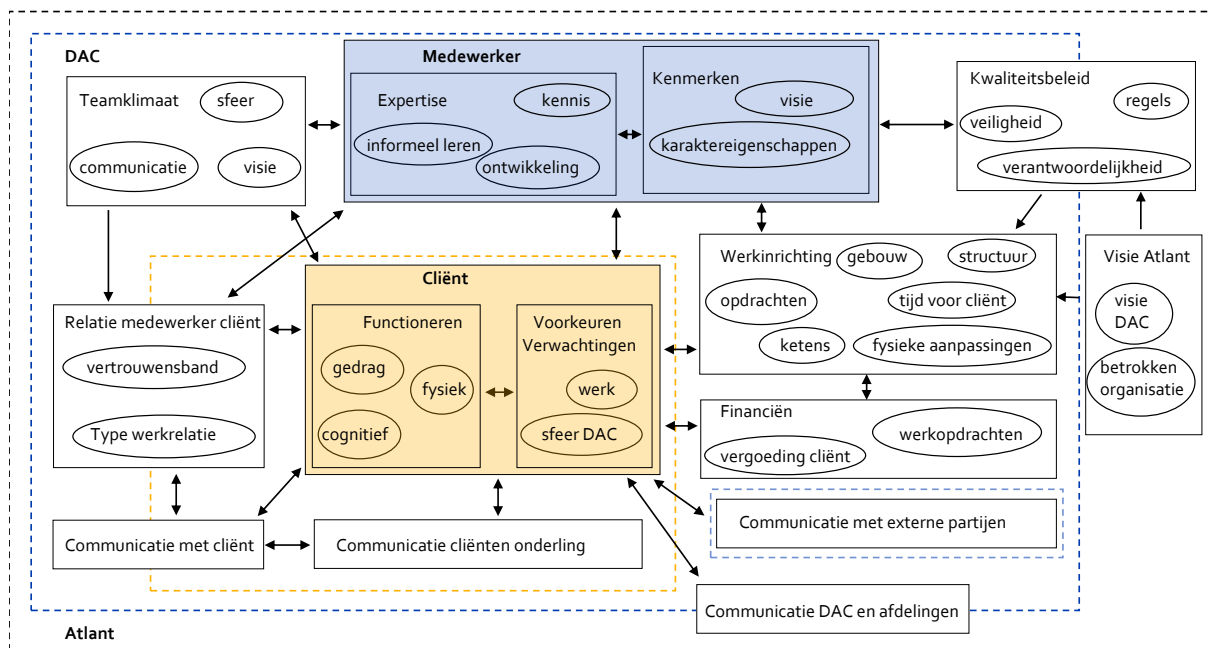 DAC
Medewerker
Teamklimaat
sfeer
communicatie
visie
Expertise
kennis
informeel leren
ontwikkeling
Kenmerken
visie
karaktereigenschappen
Kwaliteitsbeleid
regels
veiligheid
verantwoordelijkheid
Cliënt
Functioneren
gedrag
fysiek
cognitief
Voorkeuren
Verwachtingen
werk
sfeer DAC
Werkinrichting
gebouw
structuur
opdrachten
tijd voor cliënt
ketens
fysieke aanpassingen
Visie Atlant
visie
DAC
betrokken
organisatie
Relatie medewerker cliënt
vertrouwensband
Type werkrelatie
Financiën
werkopdrachten
vergoeding cliënt
Communicatie met externe partijen
Communicatie met cliënt
Communicatie cliënten onderling
Communicatie DAC en afdelingen
Atlant